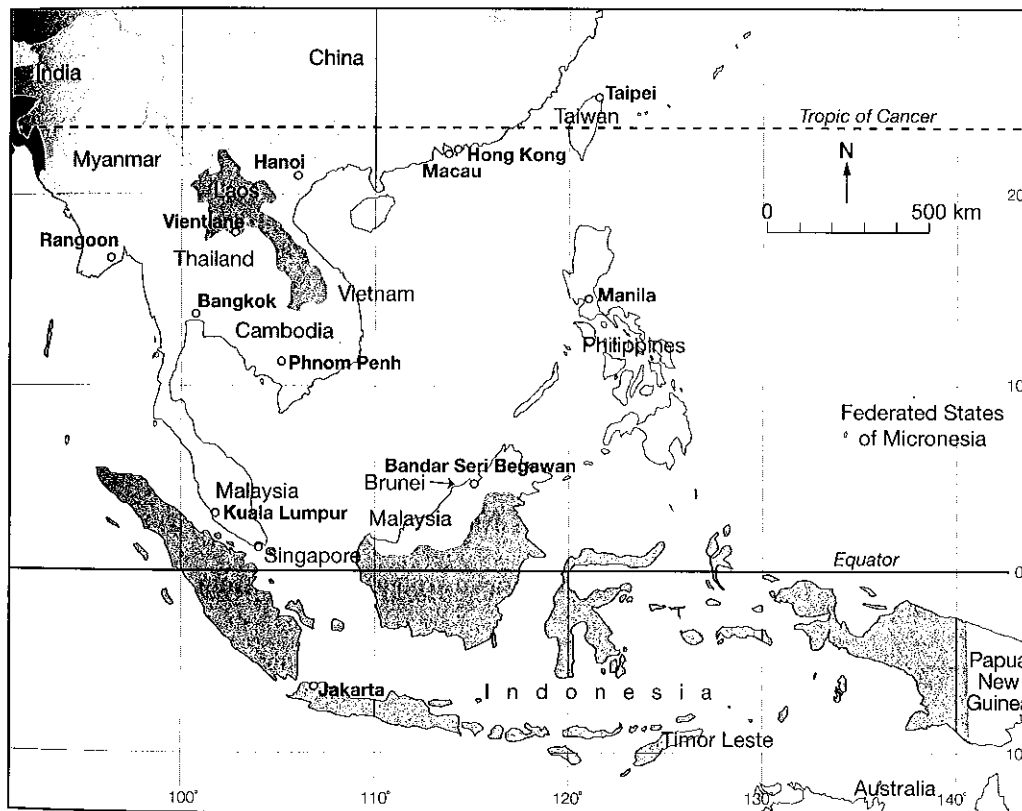 China
India
Taipei
Taiwan
Tropic of Cancer
Myanmar
Hanoi
Hong Kong
Macau
N
Laos
20
0 500 km
Vientiane
Rangoon
Thailand
Vietnam
Bangkok
Manila
Cambodia
Philippines
Phnom Penh
10
Federated States
of Micronesia
Bandar Seri Begawan
Brunei
Malaysia
Kuala Lumpur
Malaysia
Singapore
Equator
0
Papua
New
Guinea
Jakarta
Indonesia
Timor Leste
10
Australia
100° 110° 120° 130° 140°